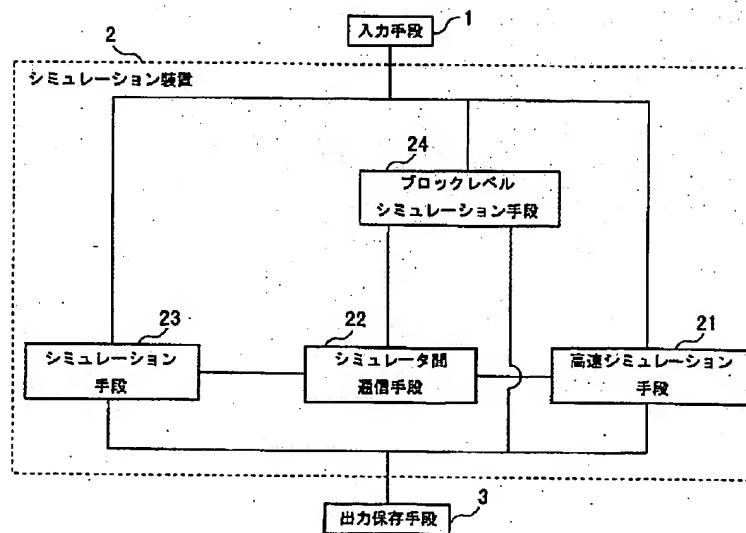 入力手段
1
2
シミュレーション装置
24
ブロックレベル
シミュレーション手段
23
シミュレーション
手段
22
シミュレータ間
通信手段
21
高速シミュレーション
手段
出力保存手段
3